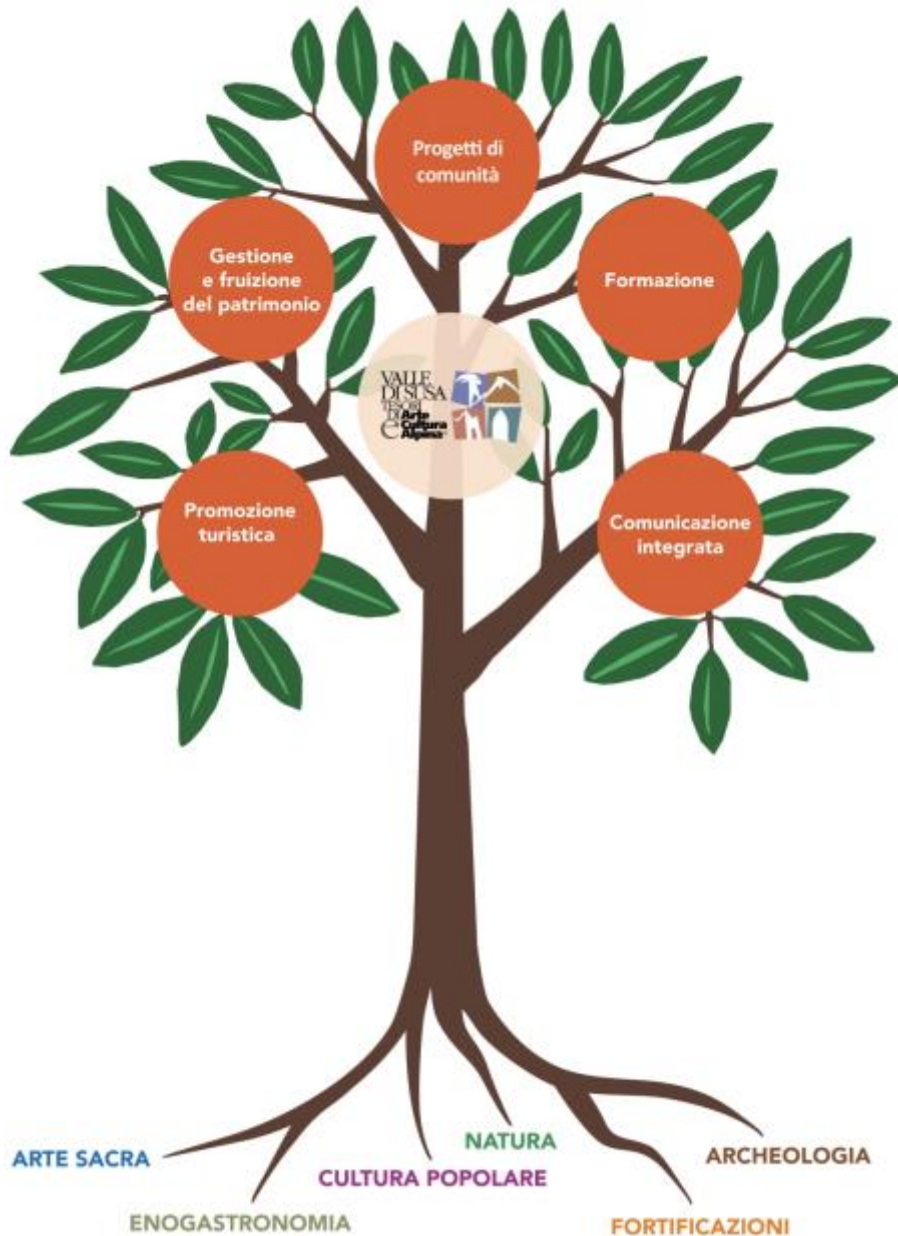 Progetti di
comunità
Gestione
e fruizione
del patrimonio
Formazione
VALLE
DI SUSA
TESORI
DI Arte
e Cultura
Alpina
Promozione
turistica
Comunicazione
integrata
NATURA
ARTE SACRA
ARCHEOLOGIA
CULTURA POPOLARE
ENOGASTRONOMIA
FORTIFICAZIONI